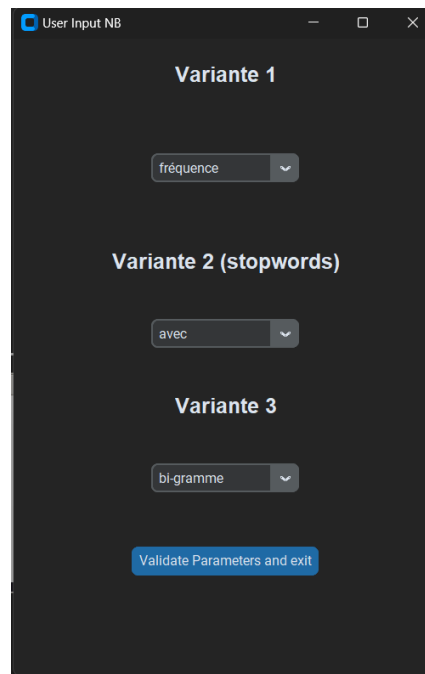 User Input NB
Variante 1
fréquence
Variante 2 (stopwords)
avec
Variante 3
bi-gramme
Validate Parameters and exit